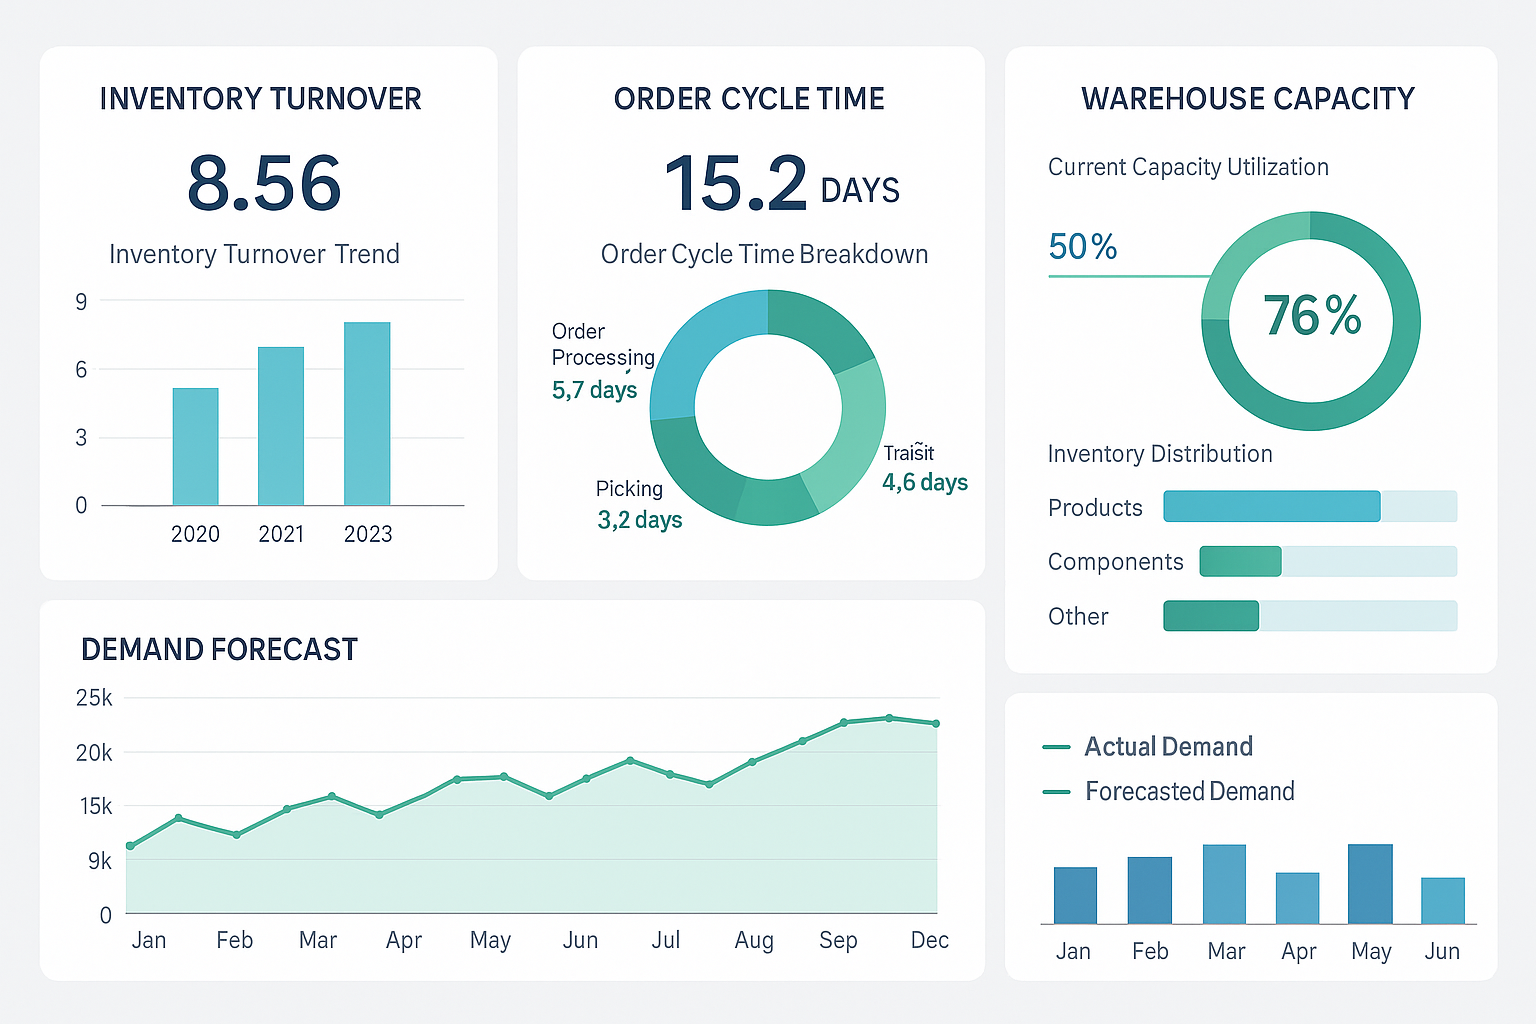 INVENTORY TURNOVER
8.56
Inventory Turnover Trend
9
6
3
0
2020 2021 2023
ORDER CYCLE TIME
15.2 DAYS
Order Cycle Time Breakdown
Order
Processing
5,7 days
Picking
3,2 days
4,6 days
WAREHOUSE CAPACITY
Current Capacity Utilization
50%
76%
Inventory Distribution
Products
Components
Other
DEMAND FORECAST
25k
20k
15k
9k
0
Jan Feb Mar Apr May Jun Jul Aug Sep Dec
Actual Demand
Forecasted Demand
Jan Feb Mar Apr May Jun